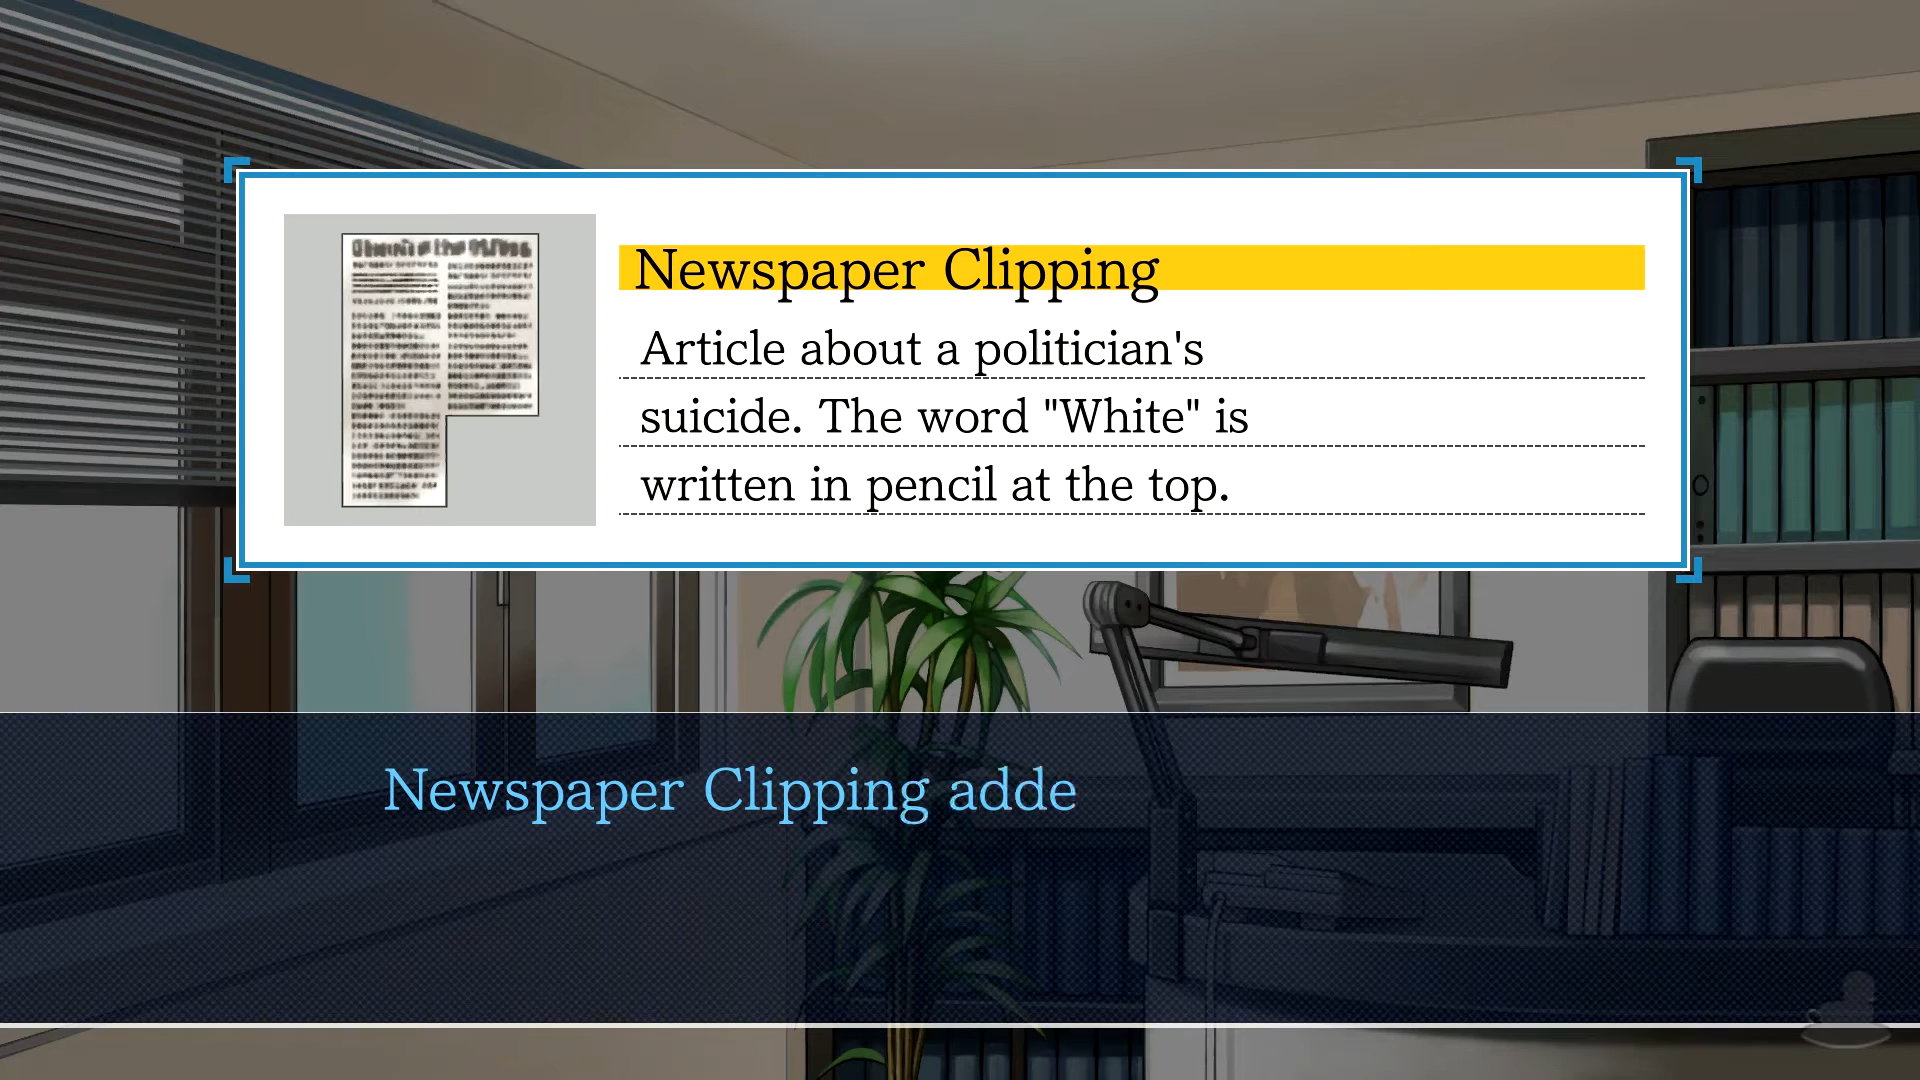 Newspaper Clipping
Article about a politician's
suicide. The word "White" is
written in pencil at the top.
Newspaper Clipping adde